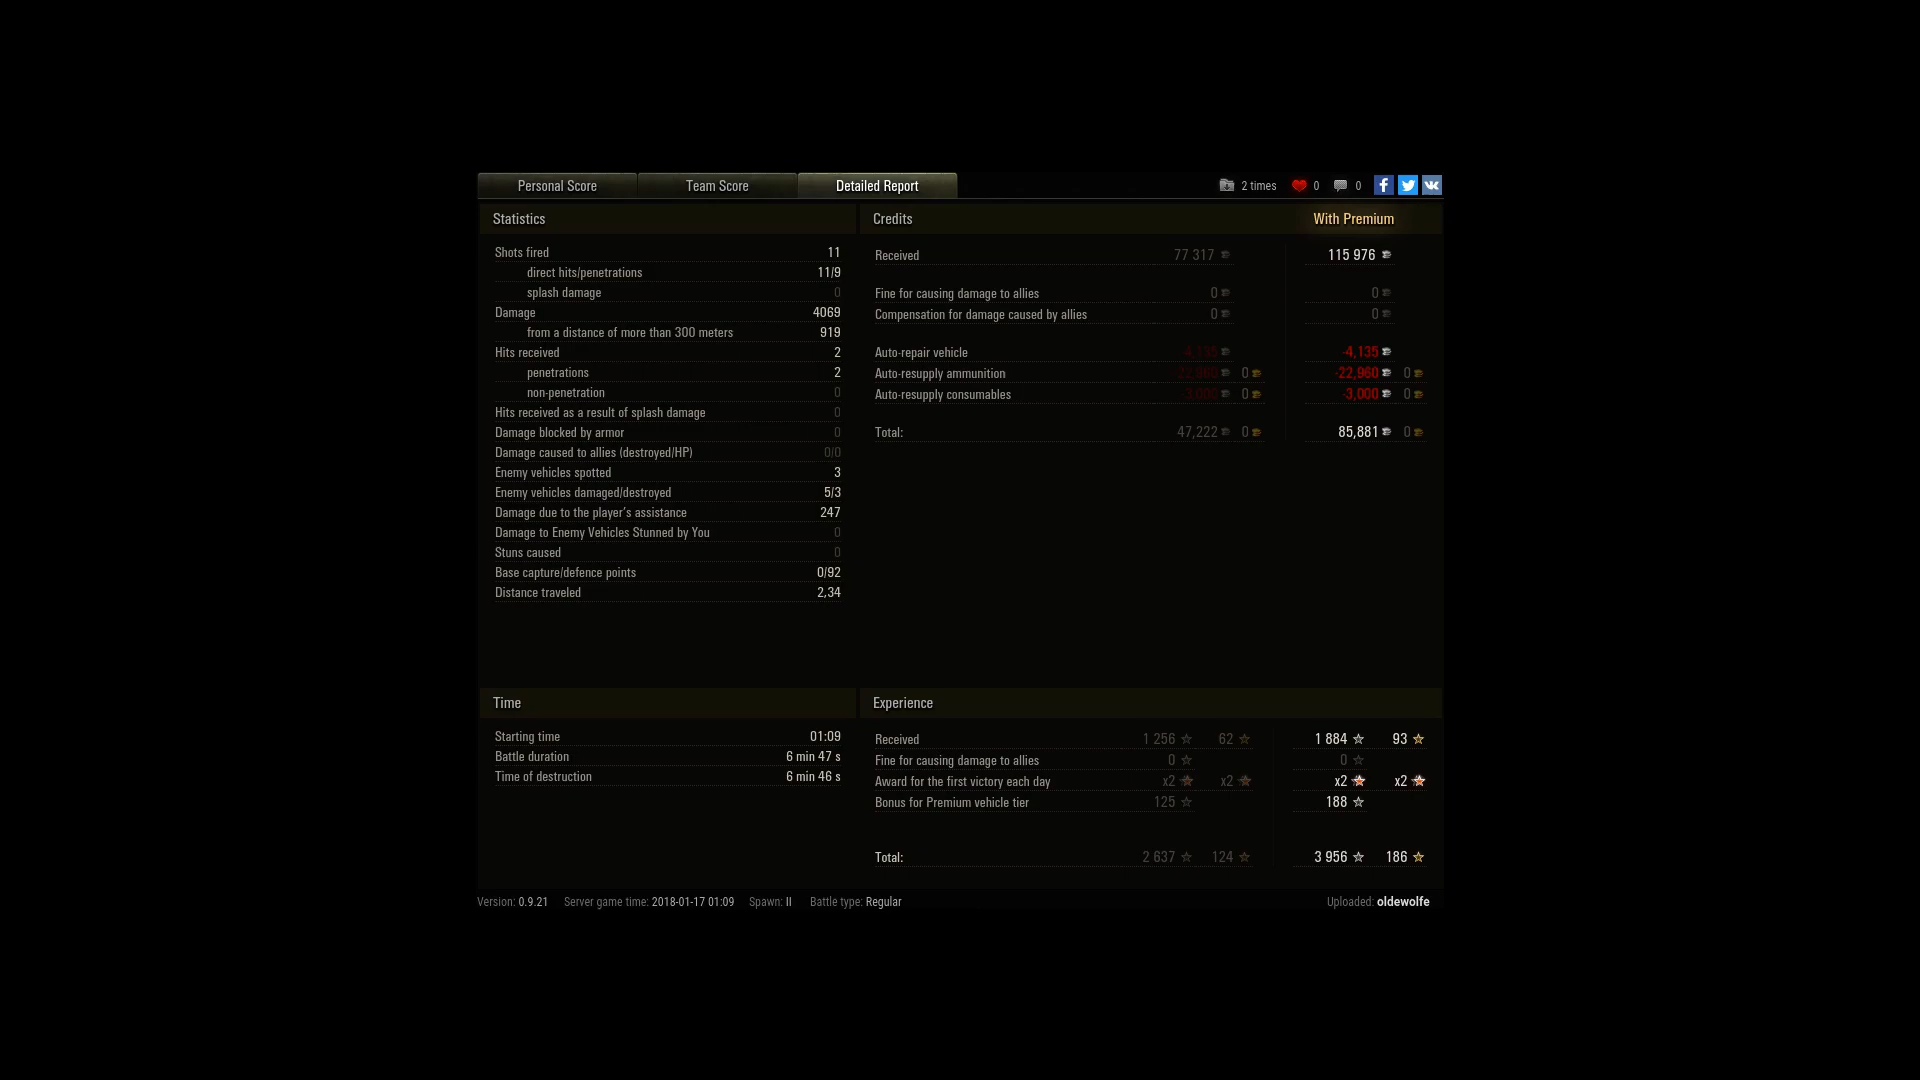 Personal Score Team Score Detailed Report 2 times 0 0
Statistics
Shots fired 11
direct hits/penetrations 11/9
splash damage 0
Damage 4069
from a distance of more than 300 meters 919
Hits received 2
penetrations 2
non-penetration 0
Hits received as a result of splash damage 0
Damage blocked by armor 0
Damage caused to allies (destroyed/HP) 0/0
Enemy vehicles spotted 3
Enemy vehicles damaged/destroyed 5/3
Damage due to the player's assistance 247
Damage to Enemy Vehicles Stunned by You 0
Stuns caused 0
Base capture/defence points 0/92
Distance traveled 2,34
Credits With Premium
Received 77 317 115 976
Fine for causing damage to allies 0 0
Compensation for damage caused by allies 0 0
Auto-repair vehicle -4,135 -4,135
Auto-resupply ammunition -22,960 0 -22,960 0
Auto-resupply consumables -3,000 0 -3,000 0
Total: 47,222 0 85,881 0
Time
Starting time 01:09
Battle duration 6 min 47 s
Time of destruction 6 min 46 s
Experience
Received 1 256 62 1 884 93
Fine for causing damage to allies 0 0
Award for the first victory each day x2 x2 x2 x2
Bonus for Premium vehicle tier 125 188
Total: 2 637 124 3 956 186
Version: 0.9.21 Server game time: 2018-01-17 01:09 Spawn: II Battle type: Regular Uploaded: oldewolfe